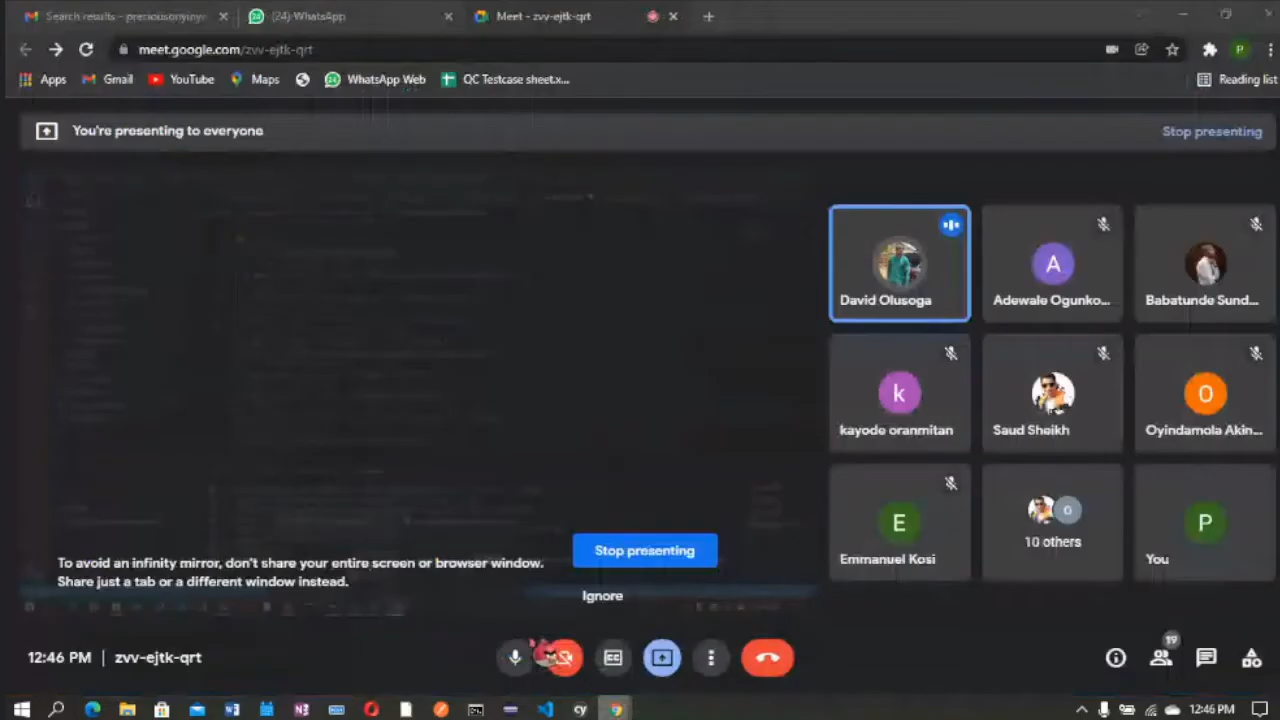 Search results - preciousonyinye
(24) WhatsApp
Meet - zvv-ejtk-qrt
meet.google.com/zvv-ejtk-qrt
P
Apps
Gmail
YouTube
Maps
WhatsApp Web
QC Testcase sheet.x...
Reading list
You're presenting to everyone
Stop presenting
David Olusoga
A
Adewale Ogunko...
Babatunde Sund...
k
kayode oranmitan
Saud Sheikh
O
Oyindamola Akin...
E
Emmanuel Kosi
G
10 others
P
You
To avoid an infinity mirror, don't share your entire screen or browser window.
Share just a tab or a different window instead.
Stop presenting
Ignore
12:46 PM | zvv-ejtk-qrt
19
cy
12:46 PM